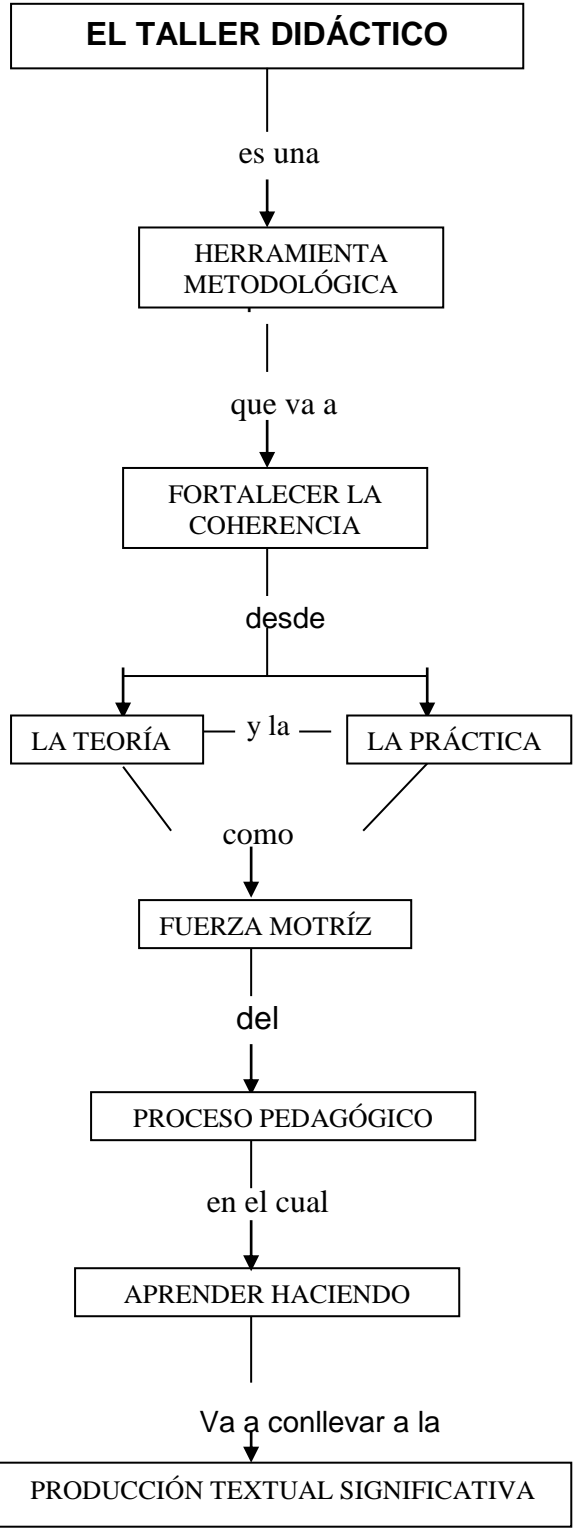 EL TALLER DIDÁCTICO
es una
HERRAMIENTA
METODOLÓGICA
que va a
FORTALECER LA
COHERENCIA
desde
LA TEORÍA
y la
LA PRÁCTICA
como
FUERZA MOTRÍZ
del
PROCESO PEDAGÓGICO
en el cual
APRENDER HACIENDO
Va a conllevar a la
PRODUCCIÓN TEXTUAL SIGNIFICATIVA